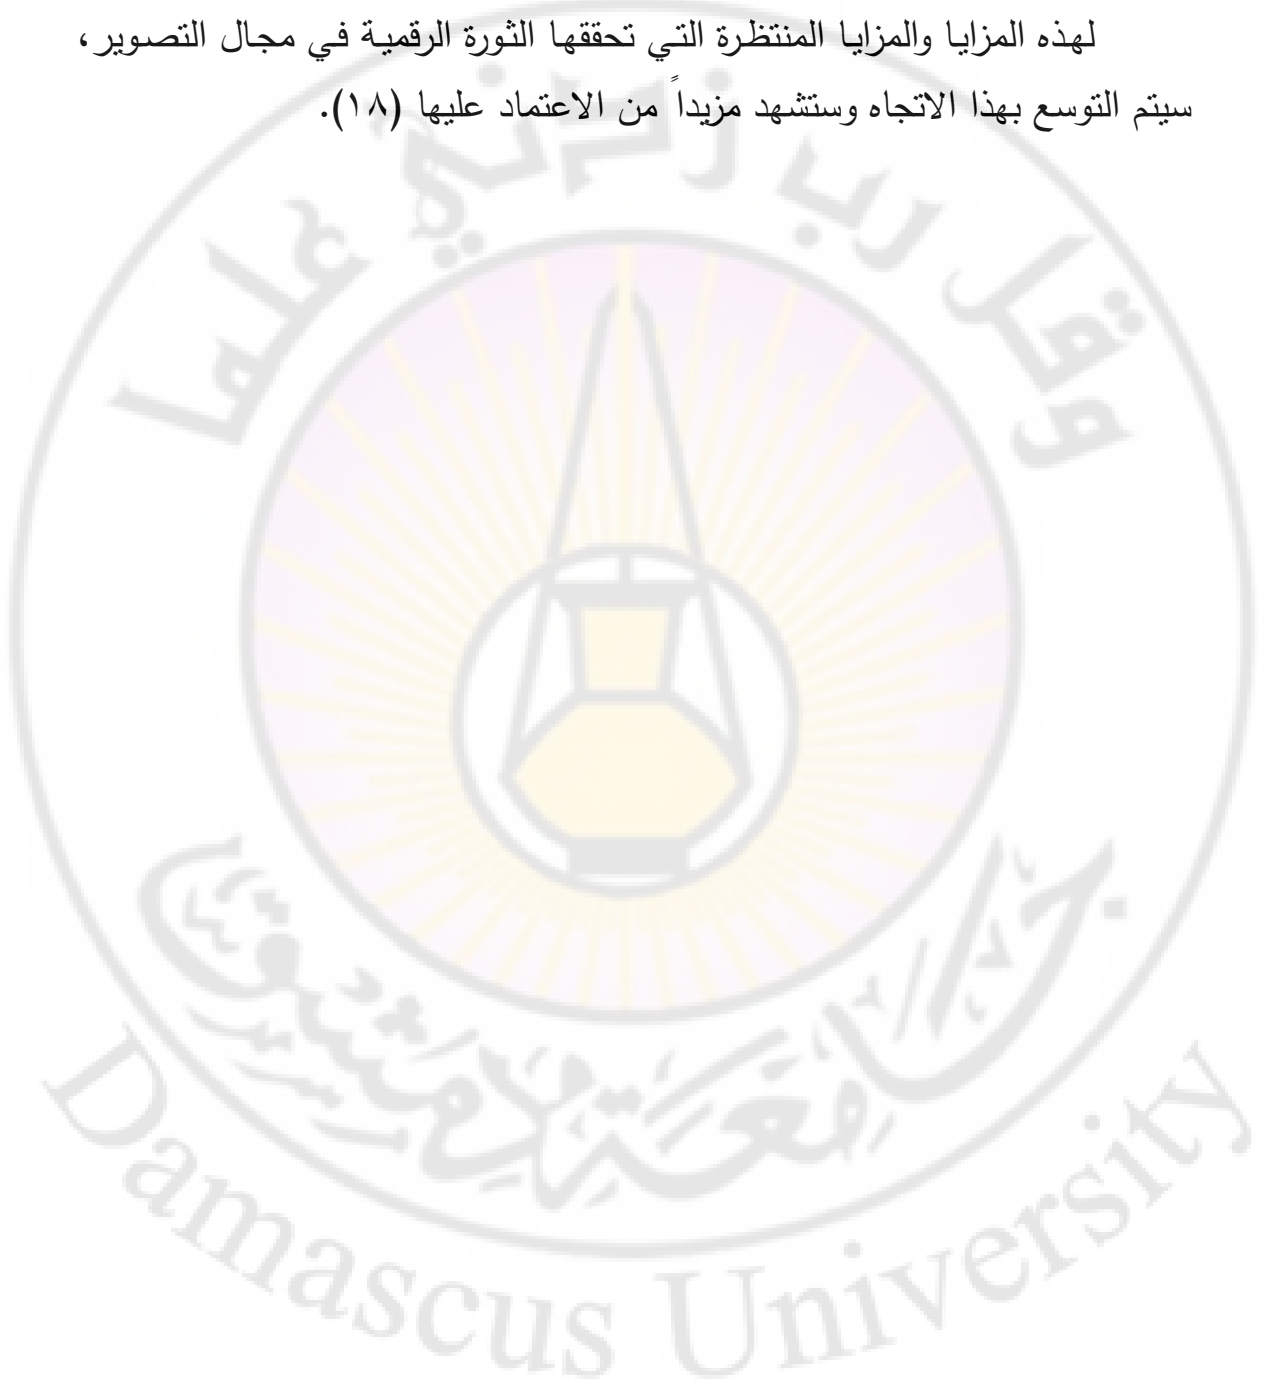 لهذه المزايا والمزايا المنتظرة التي تحققها الثورة الرقمية في مجال التصوير،
سيتم التوسع بهذا الاتجاه وستشهد مزيداً من الاعتماد عليها (١٨).
وقل رب زدني علما
جامعة دمشق
Damascus University